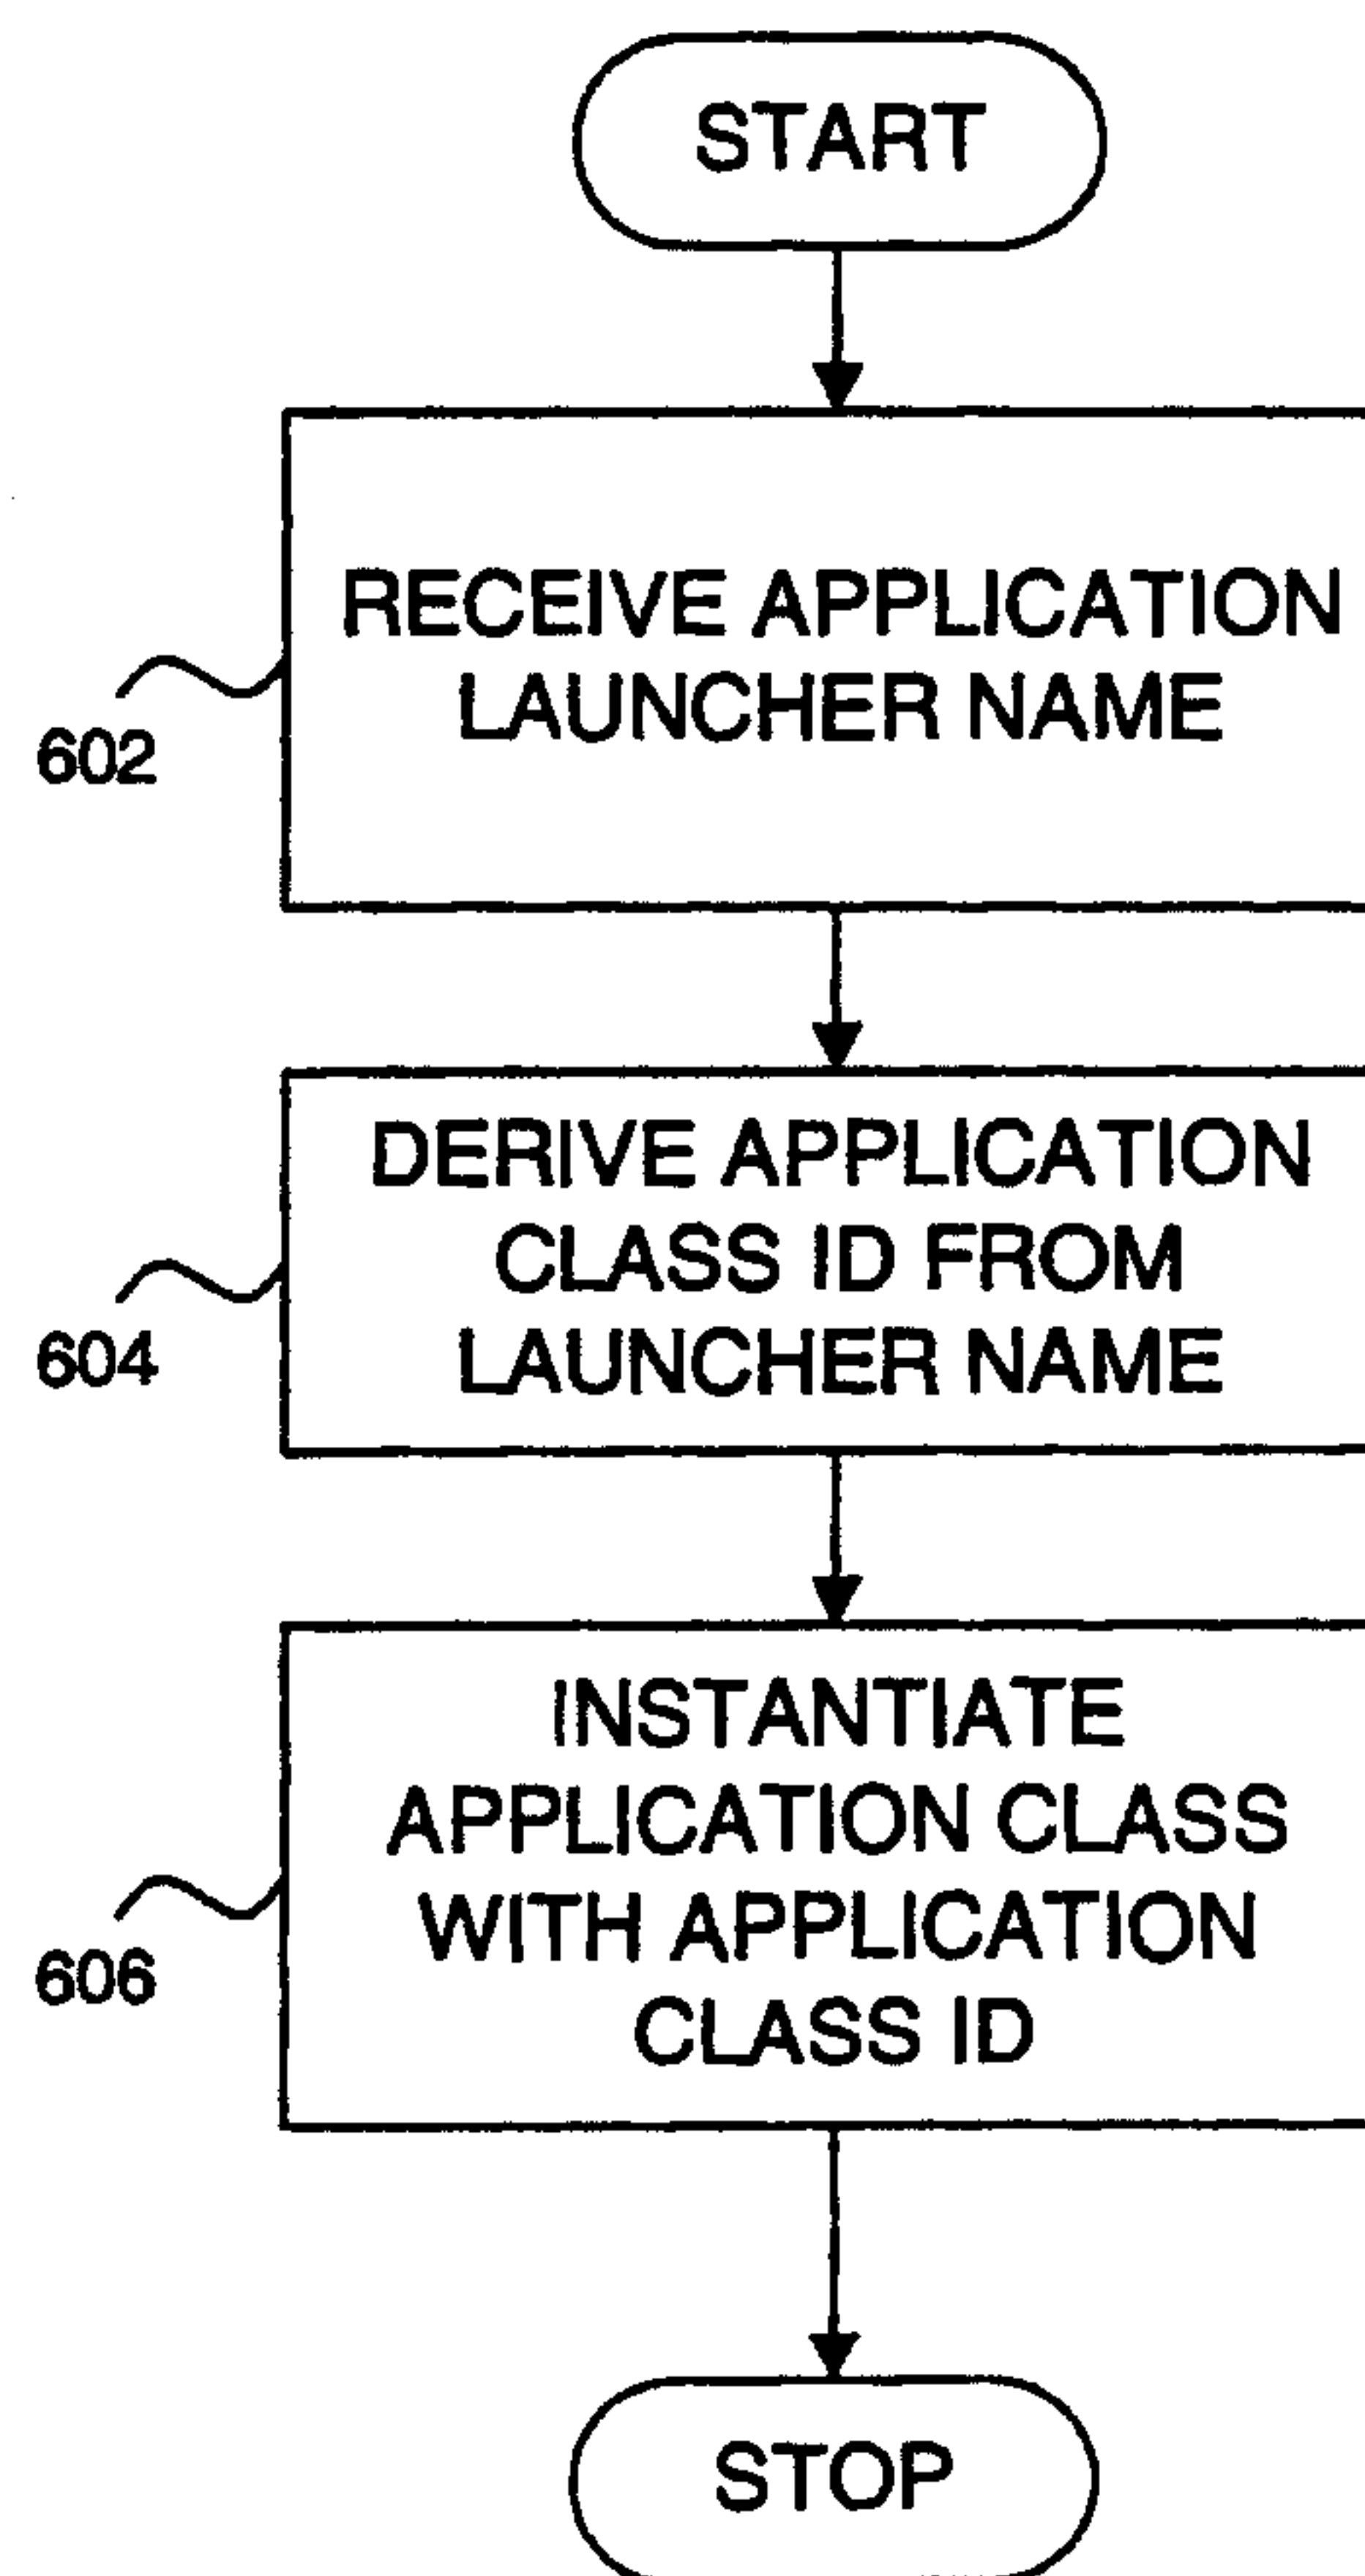 START
RECEIVE APPLICATION
LAUNCHER NAME
602
DERIVE APPLICATION
CLASS ID FROM
LAUNCHER NAME
604
INSTANTIATE
APPLICATION CLASS
WITH APPLICATION
CLASS ID
606
STOP